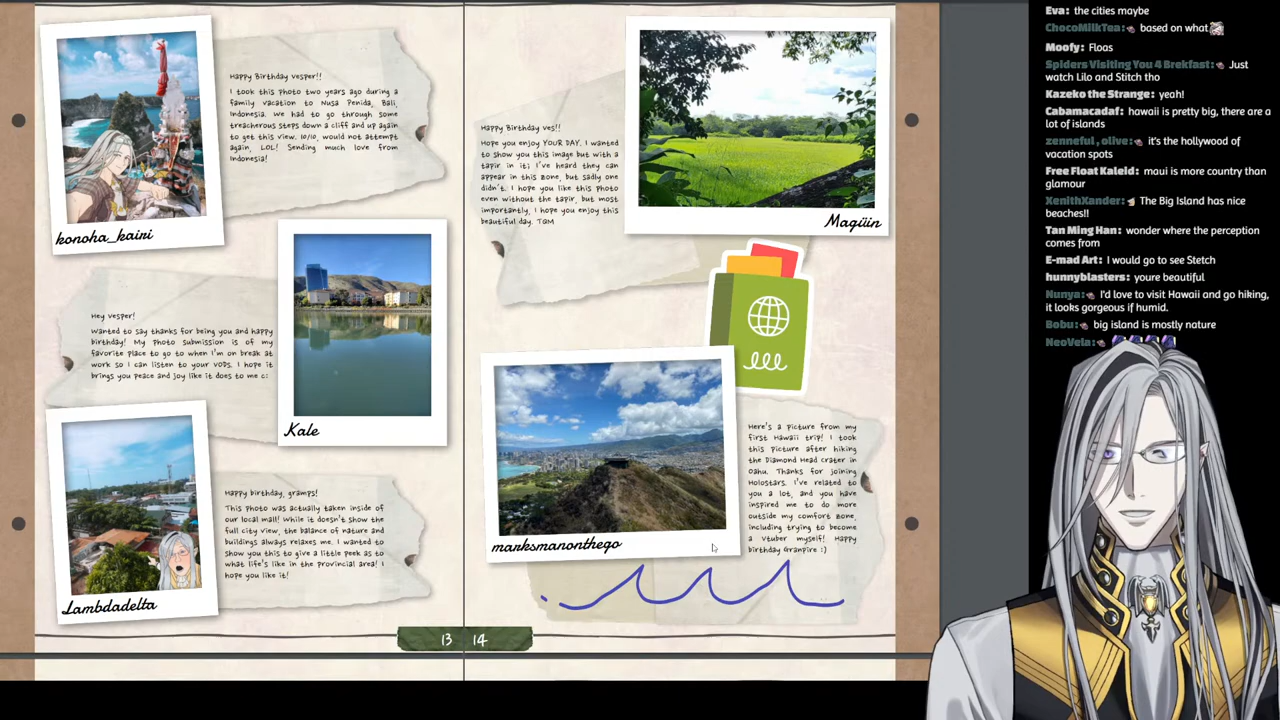 Happy Birthday Vesper!!
I took this photo two years ago during a
family vacation to Nusa Penida, Bali,
Indonesia. We had to go through some
treacherous steps down a cliff and up again
to get this view. 10/10, would not attempt
again, LOL! Sending much love from
Indonesia!
konoha_kairi
Hey Vesper!
Wanted to say thanks for being you and happy
birthday! My photo submission is of my
favorite place to go to when I'm on break at
work so I can listen to your VODs. I hope it
brings you peace and joy like it does to me c:
Kale
Happy birthday, gramps!
This photo was actually taken inside of
our local mall! While it doesn't show the
full city view, the balance of nature and
buildings always relaxes me. I wanted to
show you this to give a little peek as to
what life's like in the provincial area! I
hope you like it!
Lambdadelta
13 14
Happy Birthday Ves!!
Hope you enjoy YOUR DAY. I wanted
to show you this image but with a
tapir in it; I've heard they can
appear in this zone, but sadly one
didn't. I hope you like this photo
even without the tapir, but most
importantly, I hope you enjoy this
beautiful day. TQM
Magüin
Here's a picture from my
first Hawaii trip! I took
this picture after hiking
the Diamond Head crater in
Oahu. Thanks for joining
Holostars. I've related to
you a lot, and you have
inspired me to do more
outside my comfort zone,
including trying to become
a Vtuber myself! Happy
birthday Granpire :)
marksmanonthego
Eva: the cities maybe
ChocoMilkTea: based on what
Moofy: Floas
Spiders Visiting You 4 Brekfast: Just
watch Lilo and Stitch tho
Kazeko the Strange: yeah!
Cabamacadaf: hawaii is pretty big, there are a
lot of islands
zenneful, olive: it's the hollywood of
vacation spots
Free Float Kaleid: maui is more country than
glamour
XenithXander: The Big Island has nice
beaches!!
Tan Ming Han: wonder where the perception
comes from
E-mad Art: I would go to see Stetch
hunnyblasters: youre beautiful
Nunya: I'd love to visit Hawaii and go hiking,
it looks gorgeous if humid.
Bobu: big island is mostly nature
NeoVela: